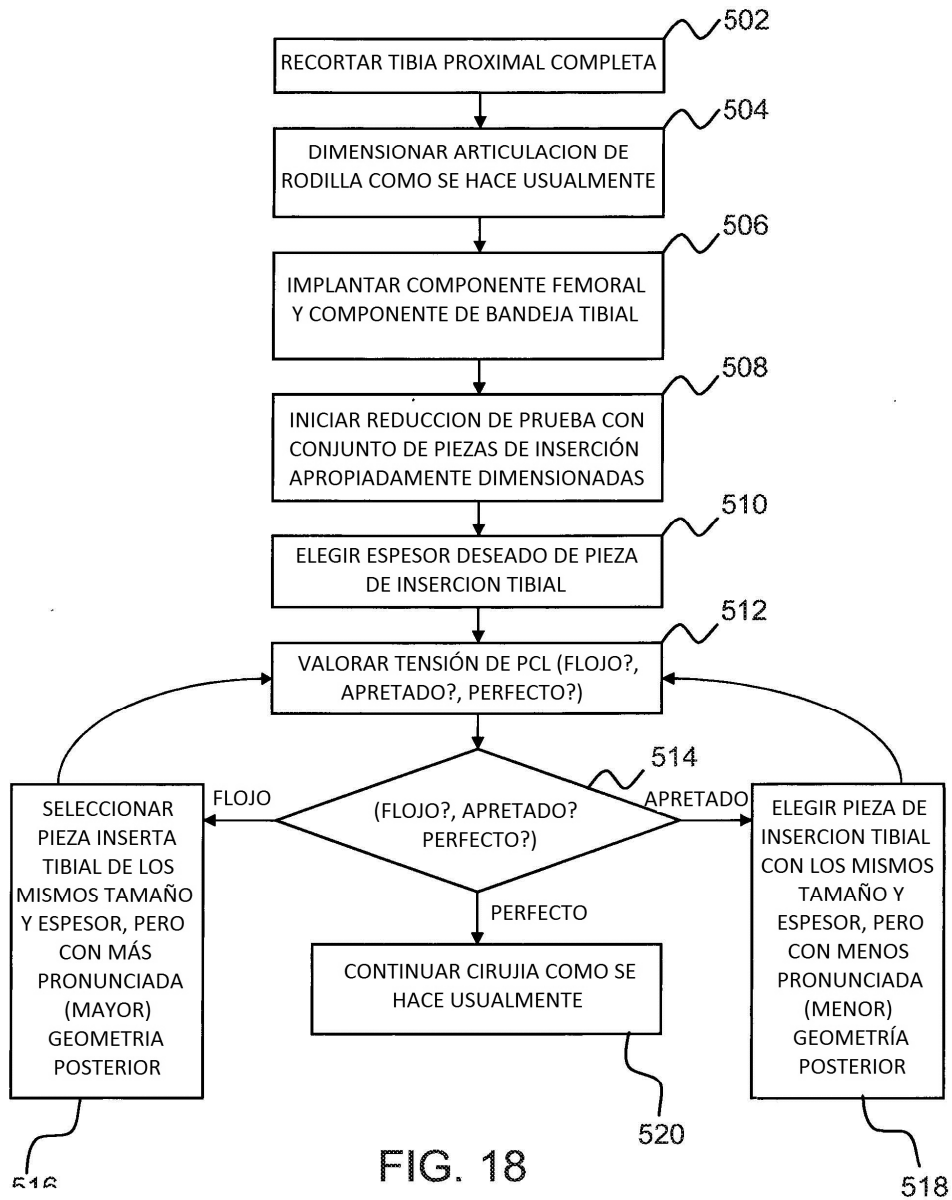 502
RECORTAR TIBIA PROXIMAL COMPLETA
504
DIMENSIONAR ARTICULACION DE
RODILLA COMO SE HACE USUALMENTE
506
IMPLANTAR COMPONENTE FEMORAL
Y COMPONENTE DE BANDEJA TIBIAL
508
INICIAR REDUCCION DE PRUEBA CON
CONJUNTO DE PIEZAS DE INSERCIÓN
APROPIADAMENTE DIMENSIONADAS
510
ELEGIR ESPESOR DESEADO DE PIEZA
DE INSERCION TIBIAL
512
VALORAR TENSIÓN DE PCL (FLOJO?,
APRETADO?, PERFECTO?)
514
(FLOJO?, APRETADO?
PERFECTO?)
FLOJO
APRETADO
PERFECTO
SELECCIONAR
PIEZA INSERTA
TIBIAL DE LOS
MISMOS TAMAÑO
Y ESPESOR, PERO
CON MÁS
PRONUNCIADA
(MAYOR)
GEOMETRIA
POSTERIOR
516
CONTINUAR CIRUJIA COMO SE
HACE USUALMENTE
520
ELEGIR PIEZA DE
INSERCION TIBIAL
CON LOS MISMOS
TAMAÑO Y
ESPESOR, PERO
CON MENOS
PRONUNCIADA
(MENOR)
GEOMETRÍA
POSTERIOR
518
FIG. 18